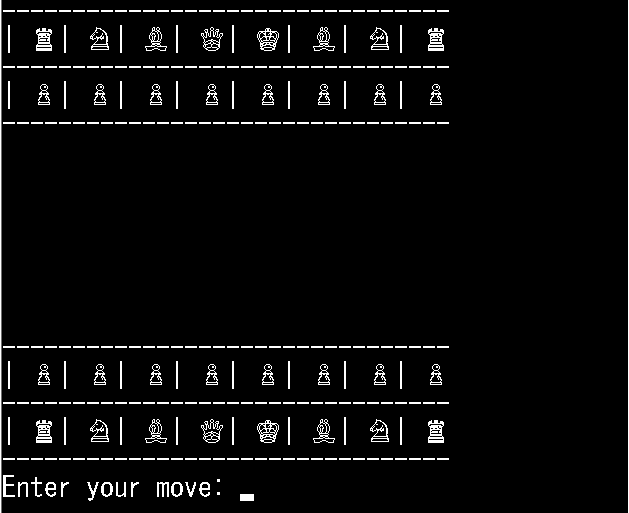 | ♜| ♘| ♗| ♕| ♔| ♗| ♘| ♜
| ♙| ♙| ♙| ♙| ♙| ♙| ♙| ♙
| ♙| ♙| ♙| ♙| ♙| ♙| ♙| ♙
| ♜| ♘| ♗| ♕| ♔| ♗| ♘| ♜
Enter your move: